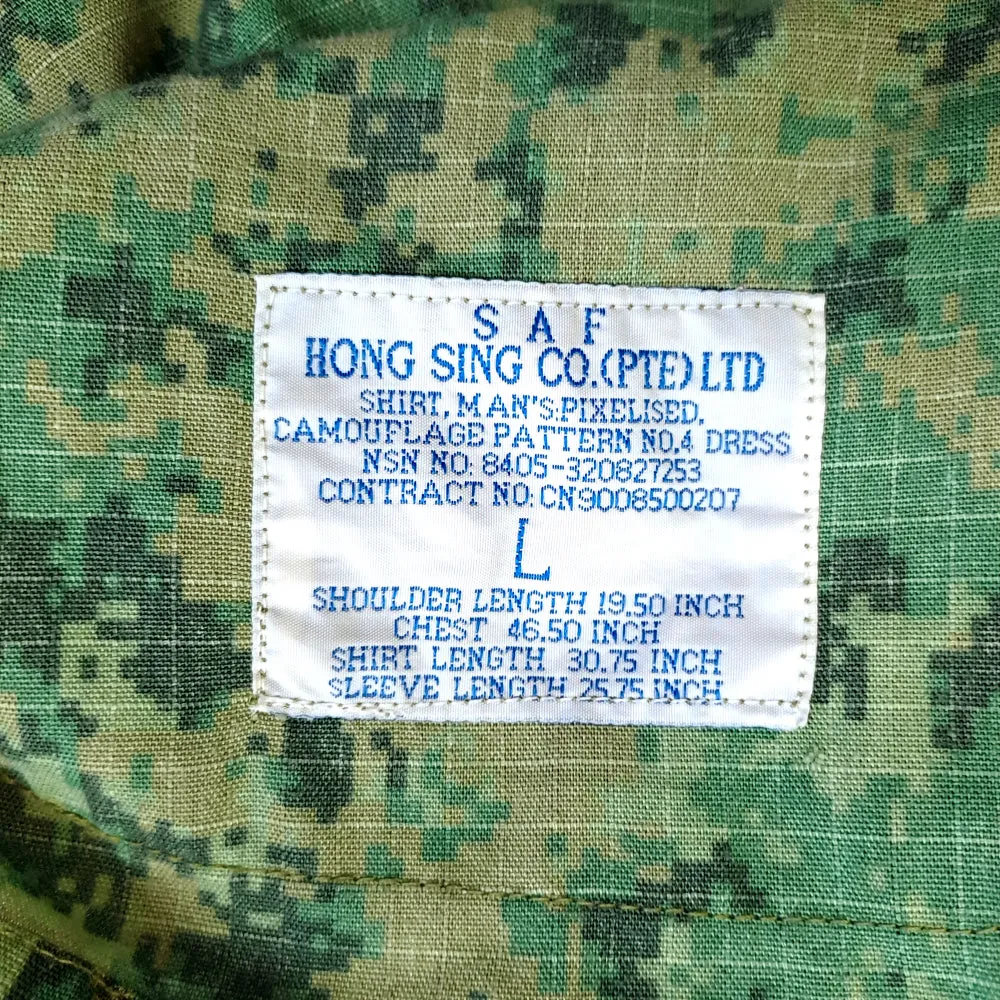 S A F
HONG SING CO.(PTE) LTD
SHIRT, MAN'S:PIXELISED,
CAMOUFLAGE PATTERN NO.4 DRESS
NSN NO: 8405-320827253
CONTRACT NO: CN9008500207
L
SHOULDER LENGTH 19.50 INCH
CHEST 46.50 INCH
SHIRT LENGTH 30.75 INCH
SLEEVE LENGTH 25.75 INCH